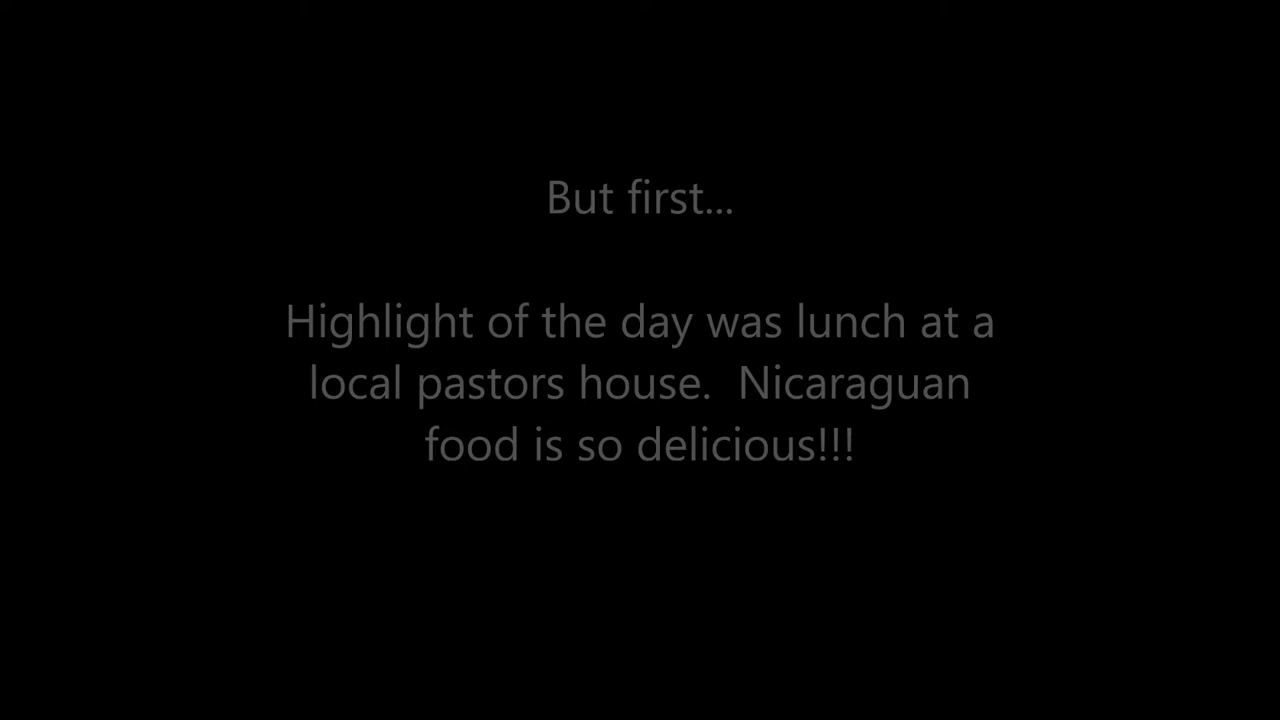 But first...
Highlight of the day was lunch at a
local pastors house.  Nicaraguan
food is so delicious!!!